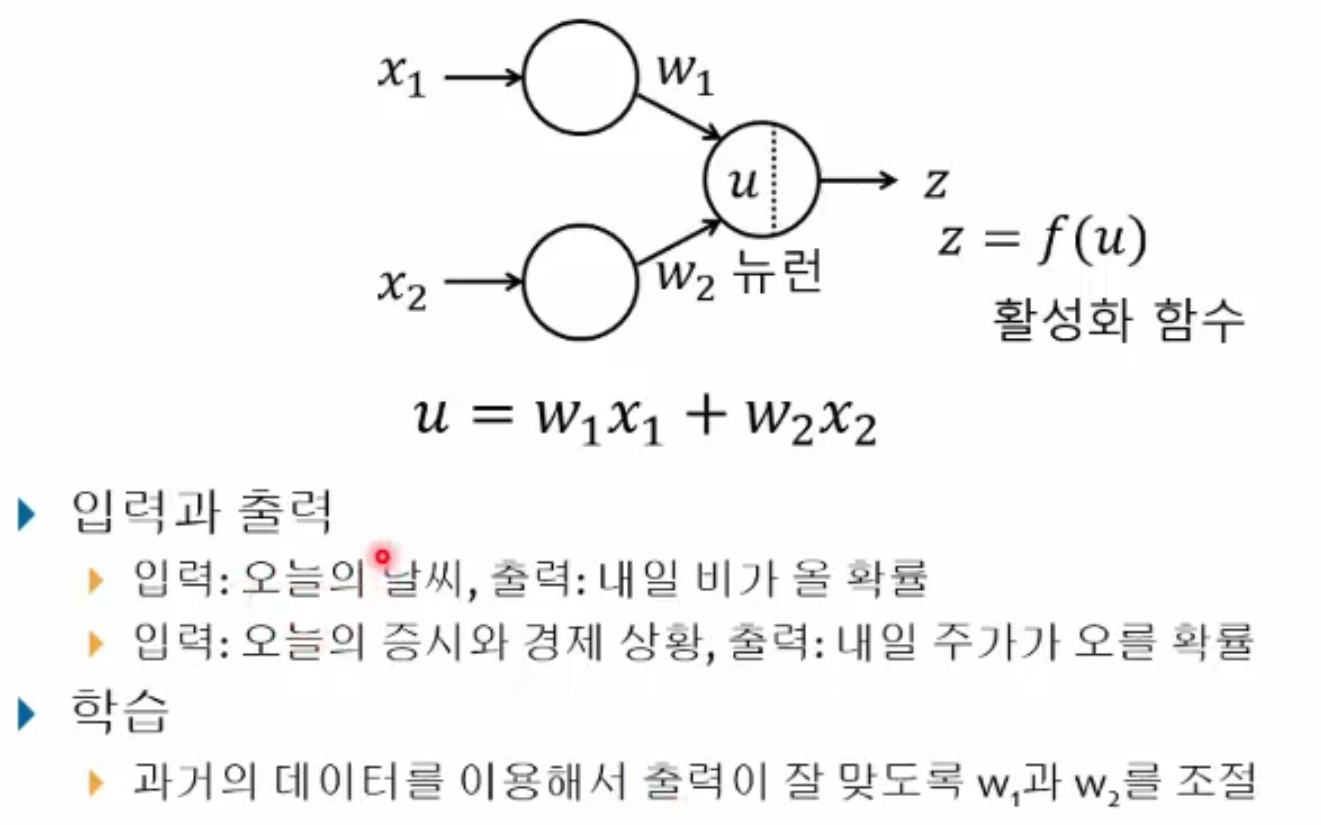 x₁ w₁
u z
z = f(u)
x₂ w₂ 뉴런
활성화 함수
u = w₁x₁ + w₂x₂
입력과 출력
입력: 오늘의 날씨, 출력: 내일 비가 올 확률
입력: 오늘의 증시와 경제 상황, 출력: 내일 주가가 오를 확률
학습
과거의 데이터를 이용해서 출력이 잘 맞도록 w₁과 w₂를 조절